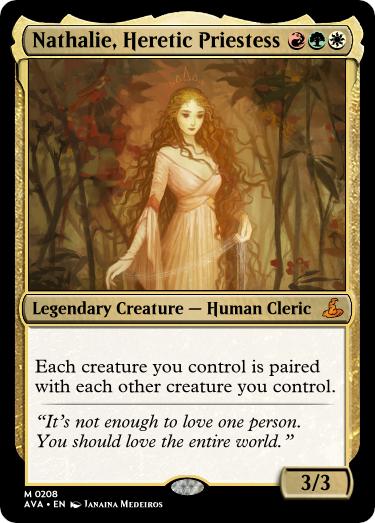 Nathalie, Heretic Priestess
Legendary Creature — Human Cleric
Each creature you control is paired
with each other creature you control.
“It's not enough to love one person.
You should love the entire world.”
3/3
M 0208
AVA • EN Janaina Medeiros